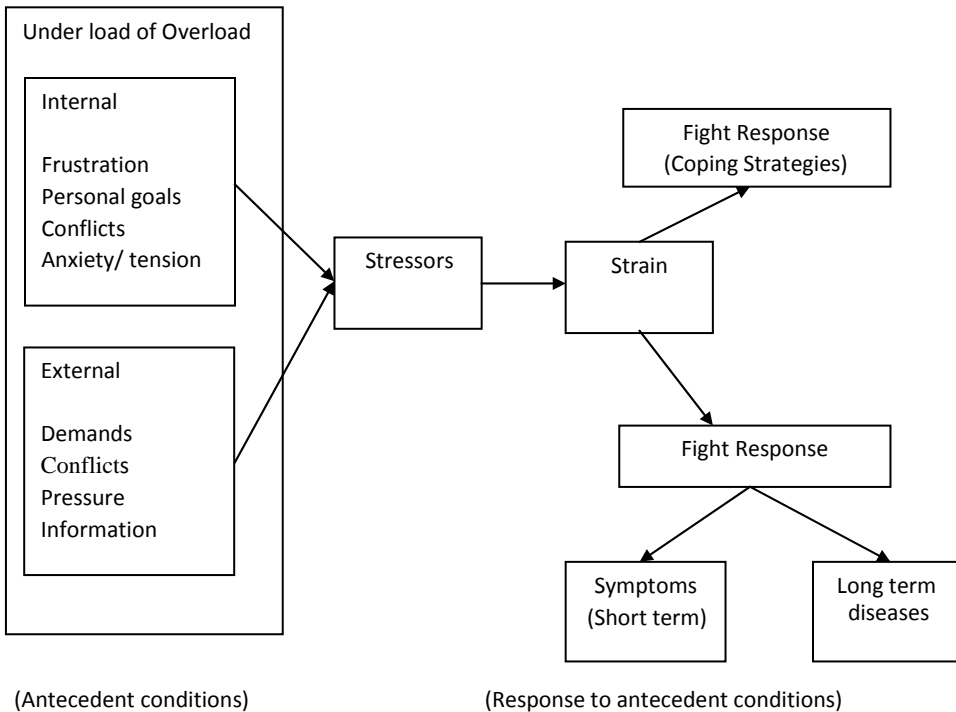 Under load of Overload
Internal
Frustration
Personal goals
Conflicts
Anxiety/ tension
External
Demands
Conflicts
Pressure
Information
Stressors
Strain
Fight Response
(Coping Strategies)
Fight Response
Symptoms
(Short term)
Long term
diseases
(Antecedent conditions)
(Response to antecedent conditions)